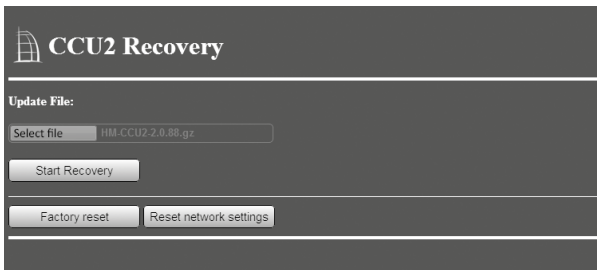 CCU2 Recovery
Update File:
Select file HM-CCU2-2.0.88.gz
Start Recovery
Factory reset Reset network settings